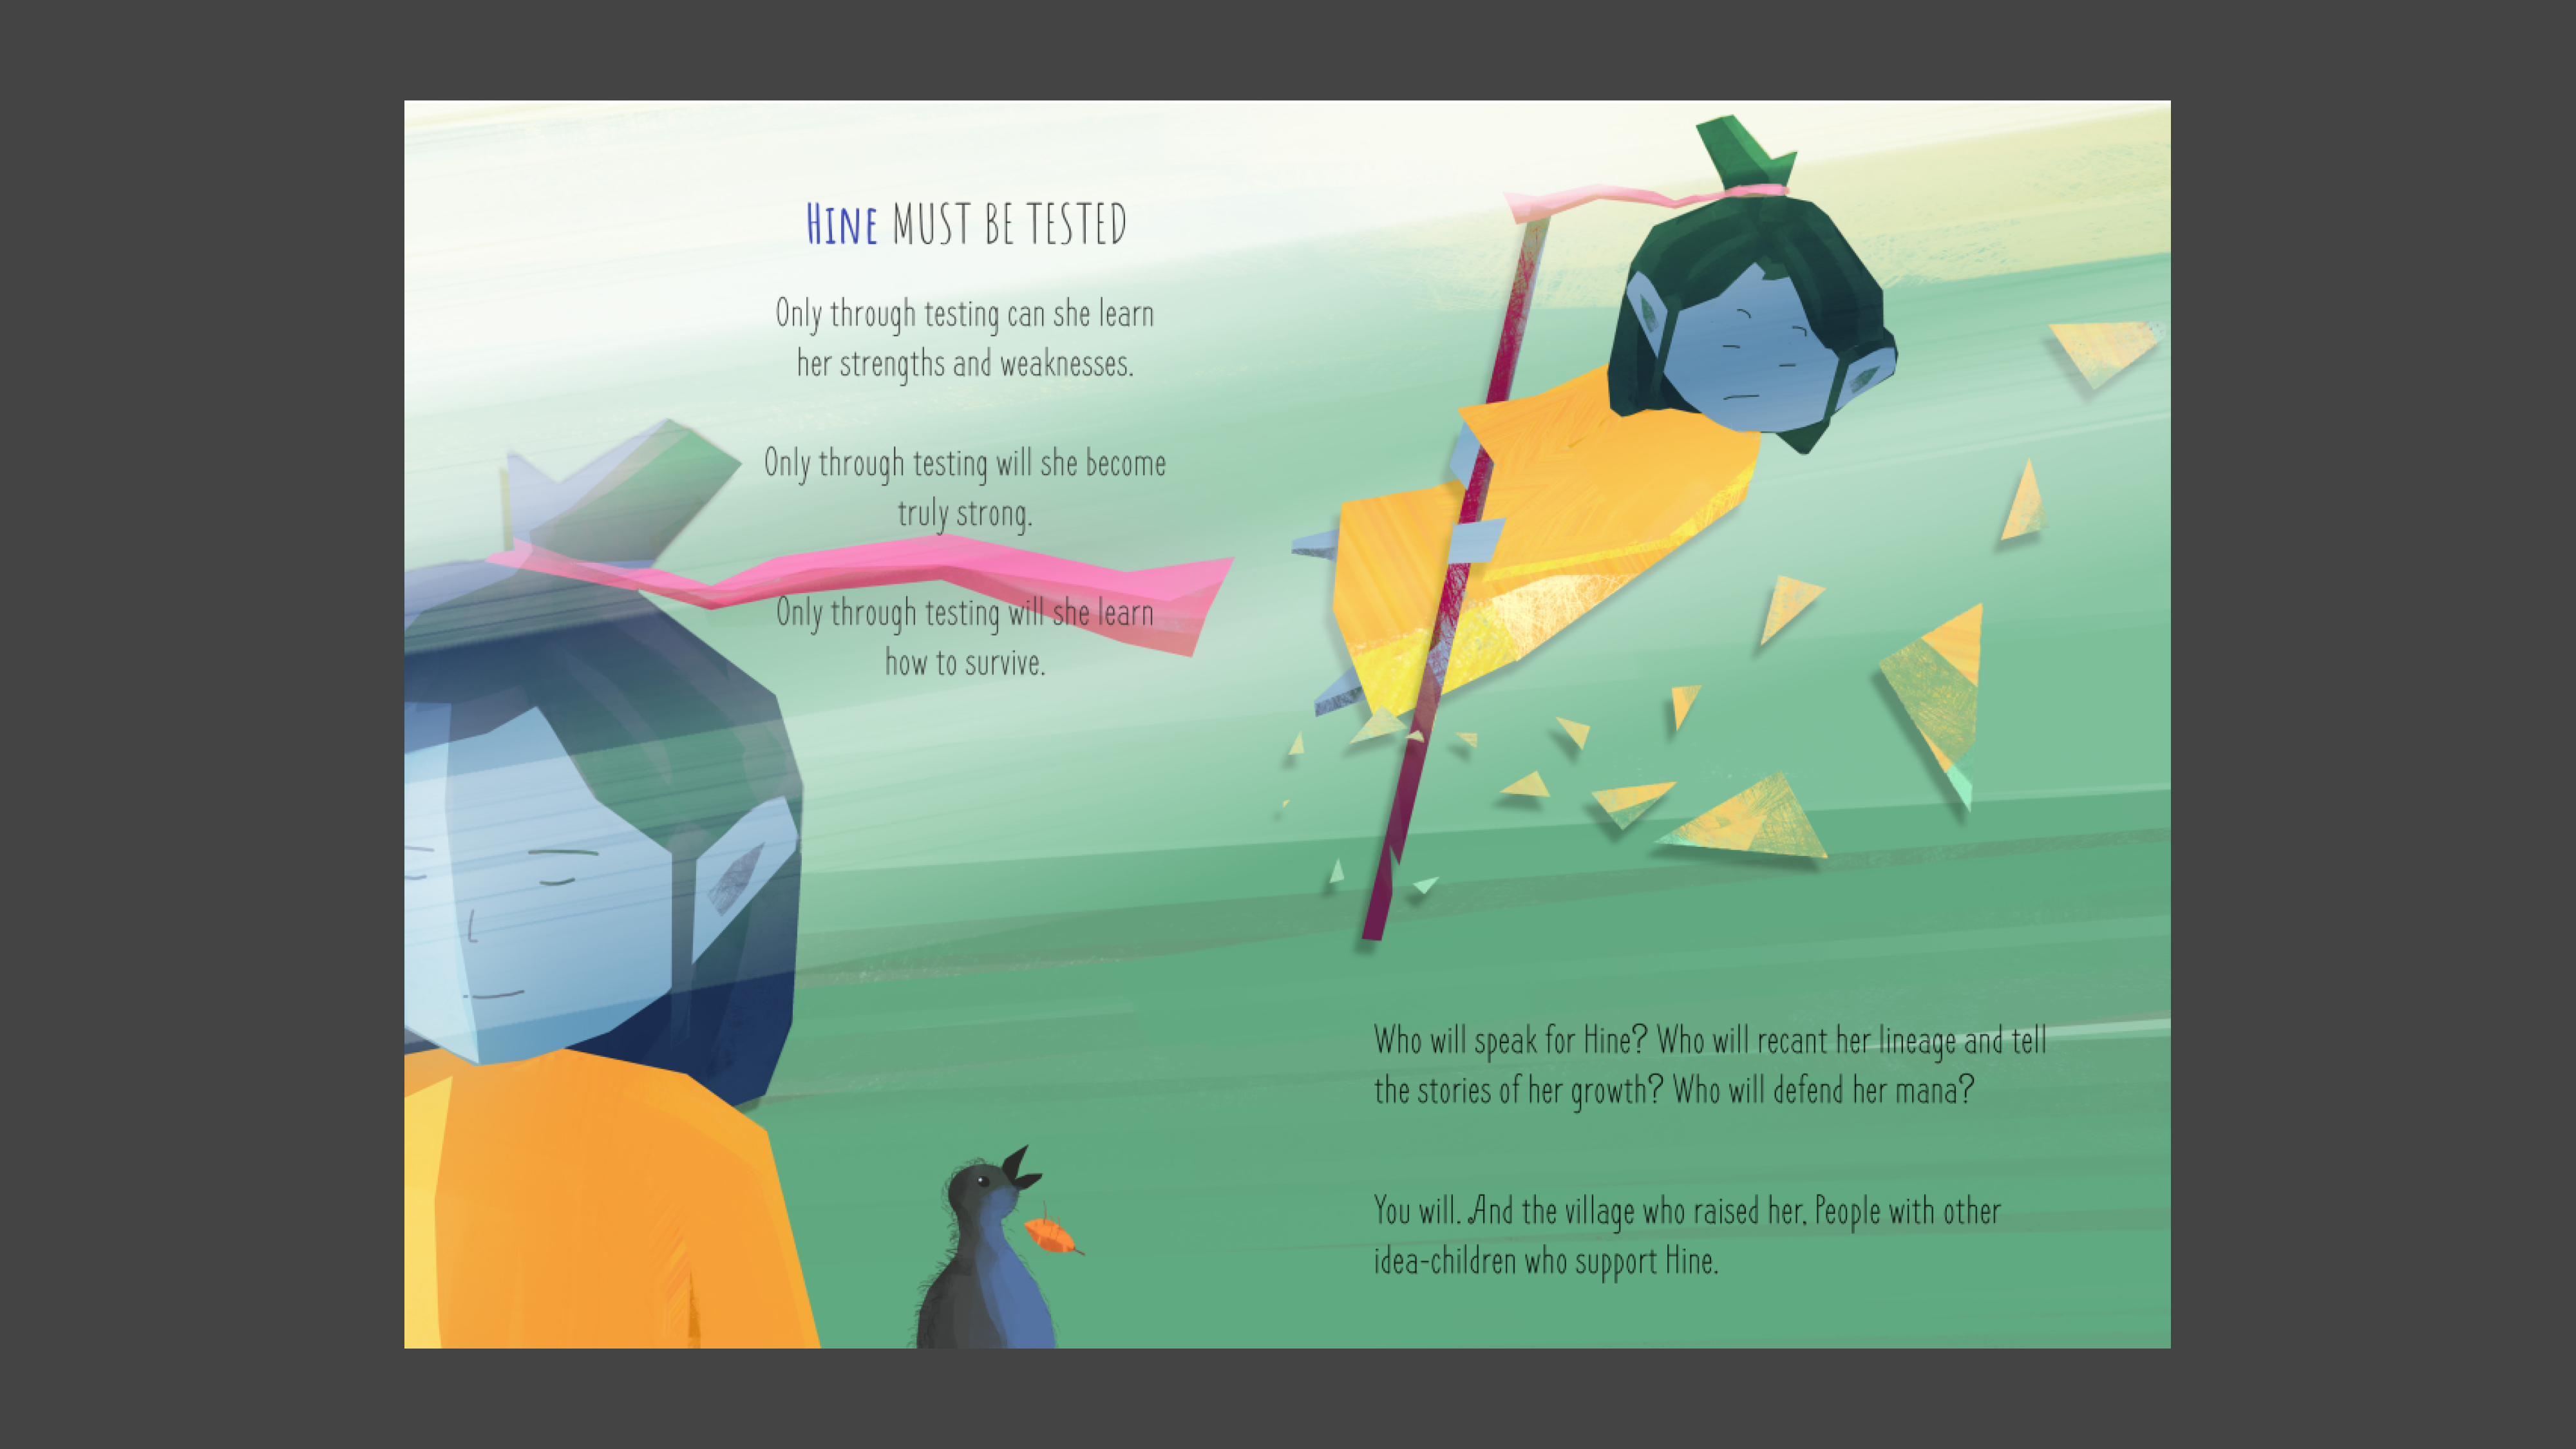 Hine MUST BE TESTED
Only through testing can she learn
her strengths and weaknesses.
Only through testing will she become
truly strong.
Only through testing will she learn
how to survive.
Who will speak for Hine? Who will recant her lineage and tell
the stories of her growth? Who will defend her mana?
You will. And the village who raised her. People with other
idea-children who support Hine.